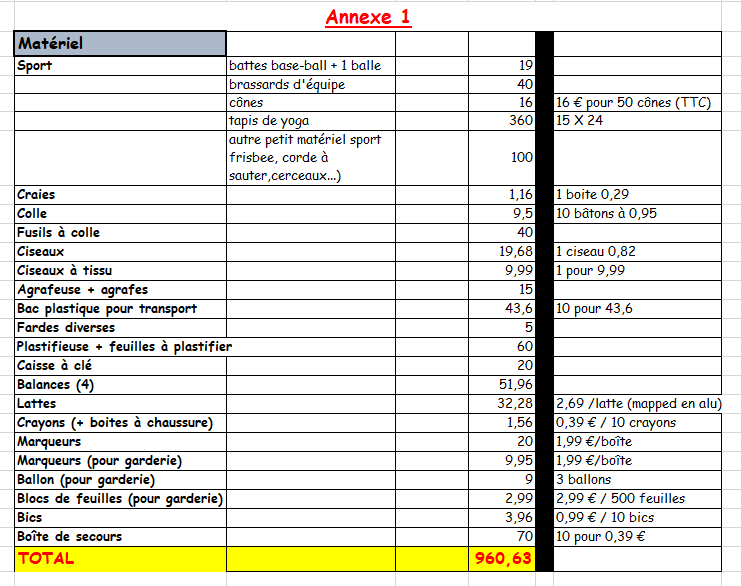 Annexe 1
Matériel
Sport battes base-ball + 1 balle 19
brassards d'équipe 40
cônes 16 16 € pour 50 cônes (TTC)
tapis de yoga 360 15 X 24
autre petit matériel sport
frisbee, corde à
sauter,cerceaux...) 100
Craies 1,16 1 boite 0,29
Colle 9,5 10 bâtons à 0,95
Fusils à colle 40
Ciseaux 19,68 1 ciseau 0,82
Ciseaux à tissu 9,99 1 pour 9,99
Agrafeuse + agrafes 15
Bac plastique pour transport 43,6 10 pour 43,6
Fardes diverses 5
Plastifieuse + feuilles à plastifier 60
Caisse à clé 20
Balances (4) 51,96
Lattes 32,28 2,69 /latte (mapped en alu)
Crayons (+ boites à chaussure) 1,56 0,39 € / 10 crayons
Marqueurs 20 1,99 €/boîte
Marqueurs (pour garderie) 9,95 1,99 €/boîte
Ballon (pour garderie) 9 3 ballons
Blocs de feuilles (pour garderie) 2,99 2,99 € / 500 feuilles
Bics 3,96 0,99 € / 10 bics
Boîte de secours 70 10 pour 0,39 €
TOTAL 960,63